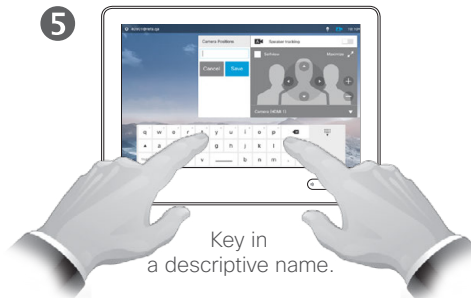 5
Camera Positions
Speaker tracking
Cancel Save
q w e r t y u i o p
a g h j k l
v b n m
Key in
a descriptive name.